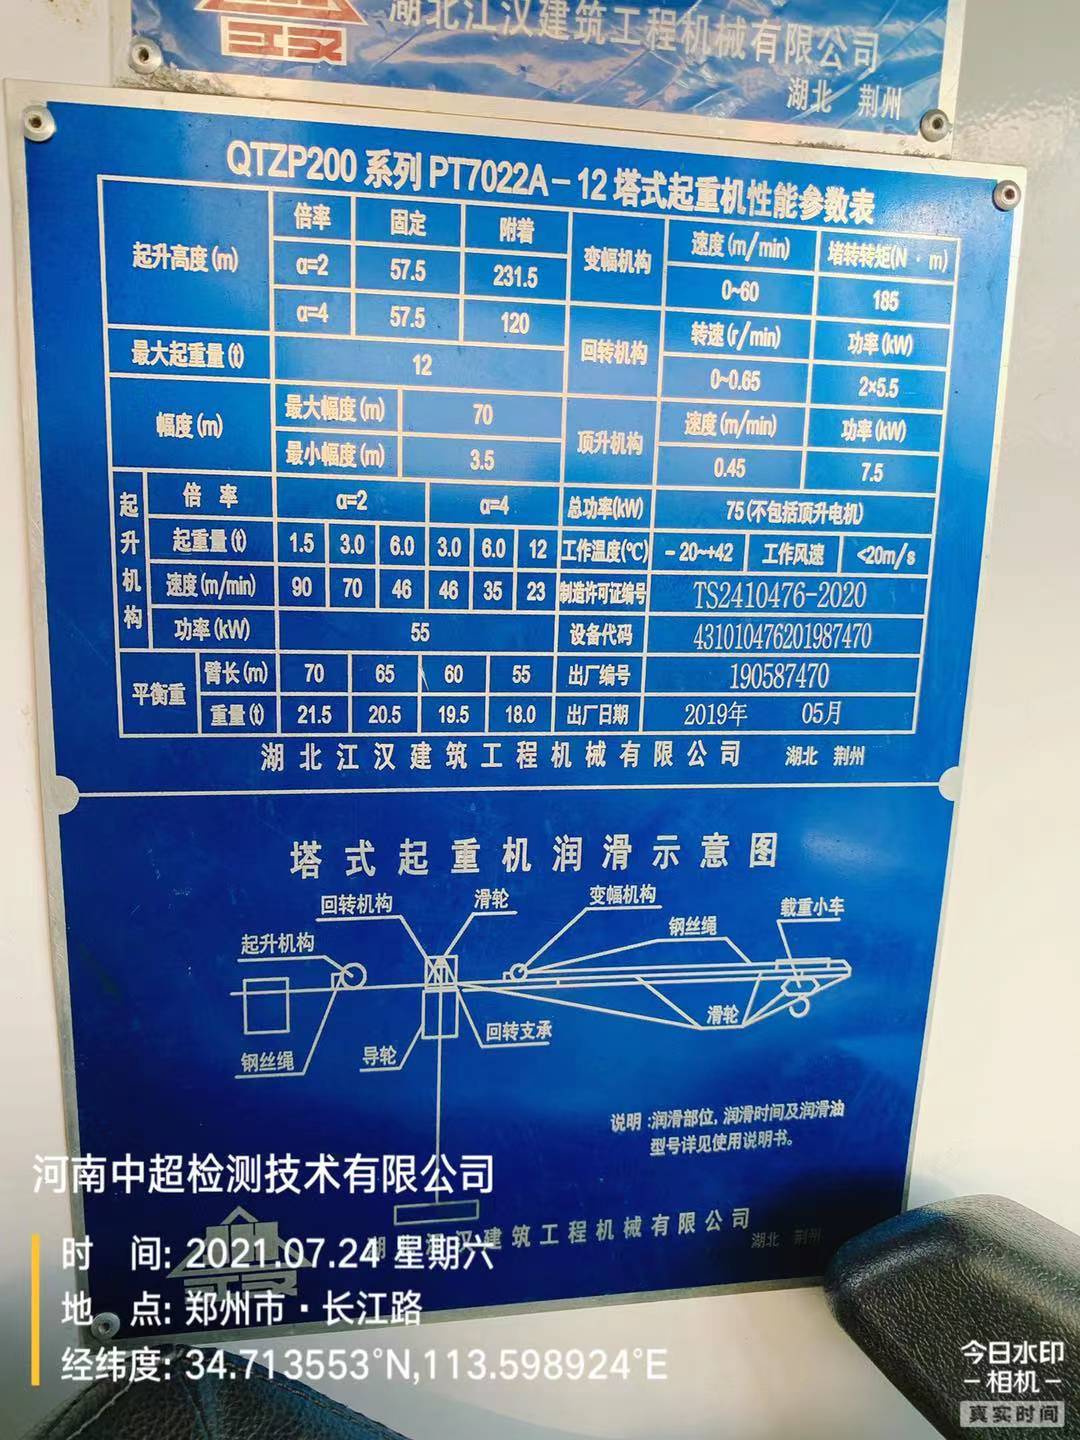 湖北江汉建筑工程机械有限公司
湖北 荆州
QTZP200 系列 PT7022A-12 塔式起重机性能参数表
起升高度(m) 倍率 固定 附着 变幅机构 速度(m/min) 堵转转矩(N·m)
α=2 57.5 231.5 0~60 185
α=4 57.5 120 回转机构 转速(r/min) 功率(kW)
最大起重量(t) 12 0~0.65 2×5.5
幅度(m) 最大幅度(m) 70 顶升机构 速度(m/min) 功率(kW)
最小幅度(m) 3.5 0.45 7.5
起升机构 倍率 α=2 α=4 总功率(kW) 75(不包括顶升电机)
起重量(t) 1.5 3.0 6.0 3.0 6.0 12 工作温度(℃) -20~+42 工作风速 <20m/s
速度(m/min) 90 70 46 46 35 23 制造许可证编号 TS2410476-2020
功率(kW) 55 设备代码 431010476201987470
平衡重 臂长(m) 70 65 60 55 出厂编号 190587470
重量(t) 21.5 20.5 19.5 18.0 出厂日期 2019年 05月
湖北江汉建筑工程机械有限公司 湖北 荆州
塔式起重机润滑示意图
回转机构 滑轮 变幅机构 载重小车
起升机构 钢丝绳
钢丝绳 导轮 回转支承 滑轮
说明:润滑部位,润滑时间及润滑油
型号详见使用说明书。
湖北江汉建筑工程机械有限公司 湖北 荆州
河南中超检测技术有限公司
时 间: 2021.07.24 星期六
地 点: 郑州市·长江路
经纬度: 34.713553°N,113.598924°E
今日水印
-相机-
真实时间